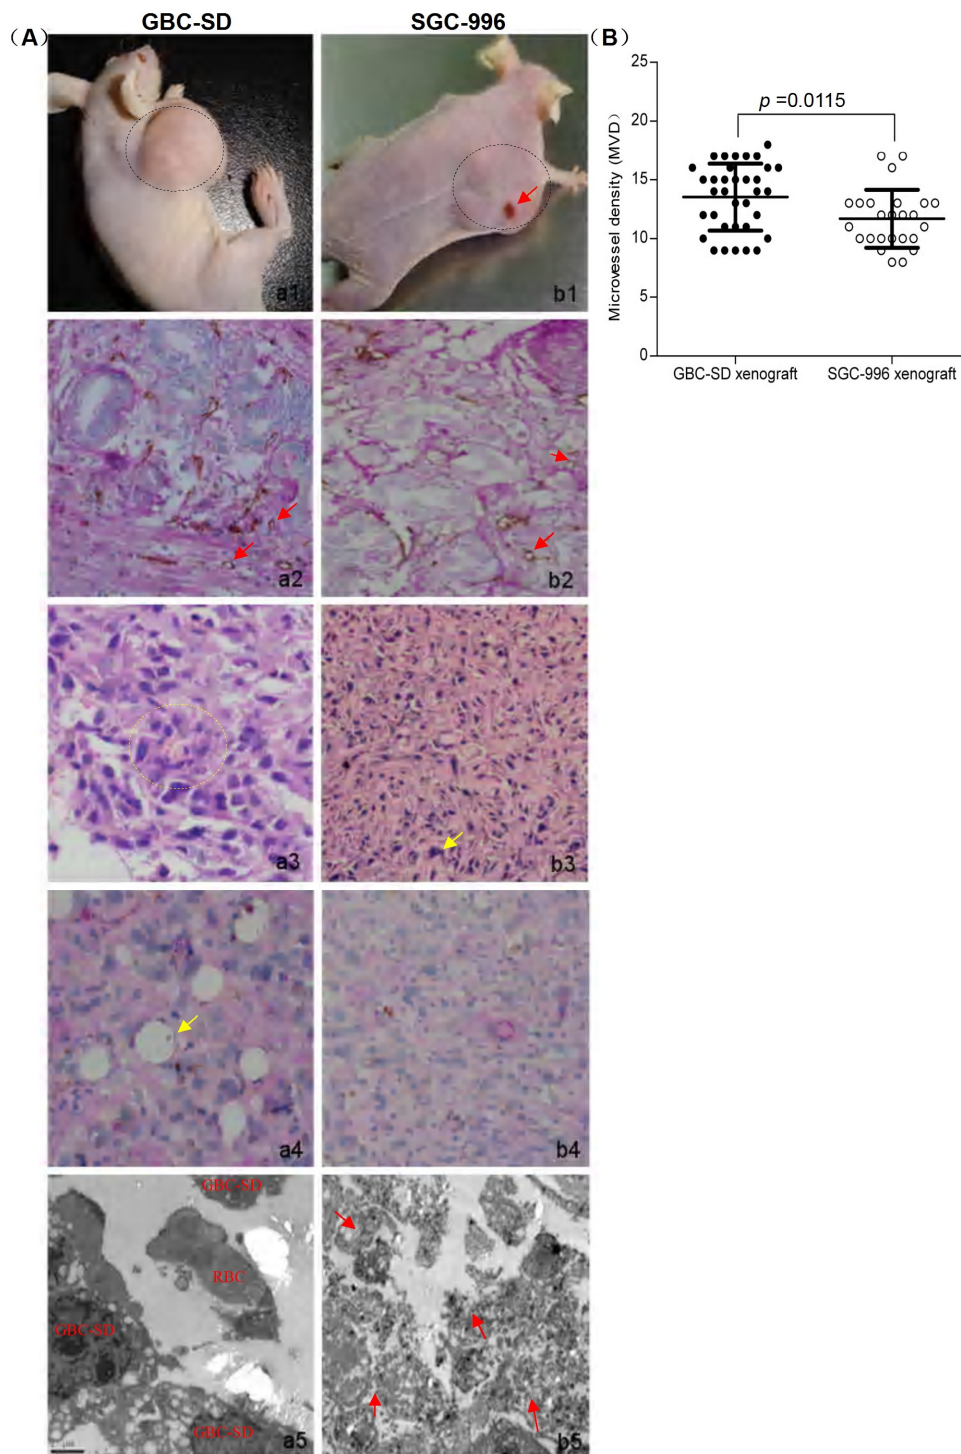 GBC-SD SGC-996
(A) (B)
a1 b1
a2 b2
a3 b3
a4 b4
GBC-SD
RBC
GBC-SD
GBC-SD
a5 b5
25
20
15
10
5
0
Microvessel density (MVD)
p =0.0115
GBC-SD xenograft SGC-996 xenograft